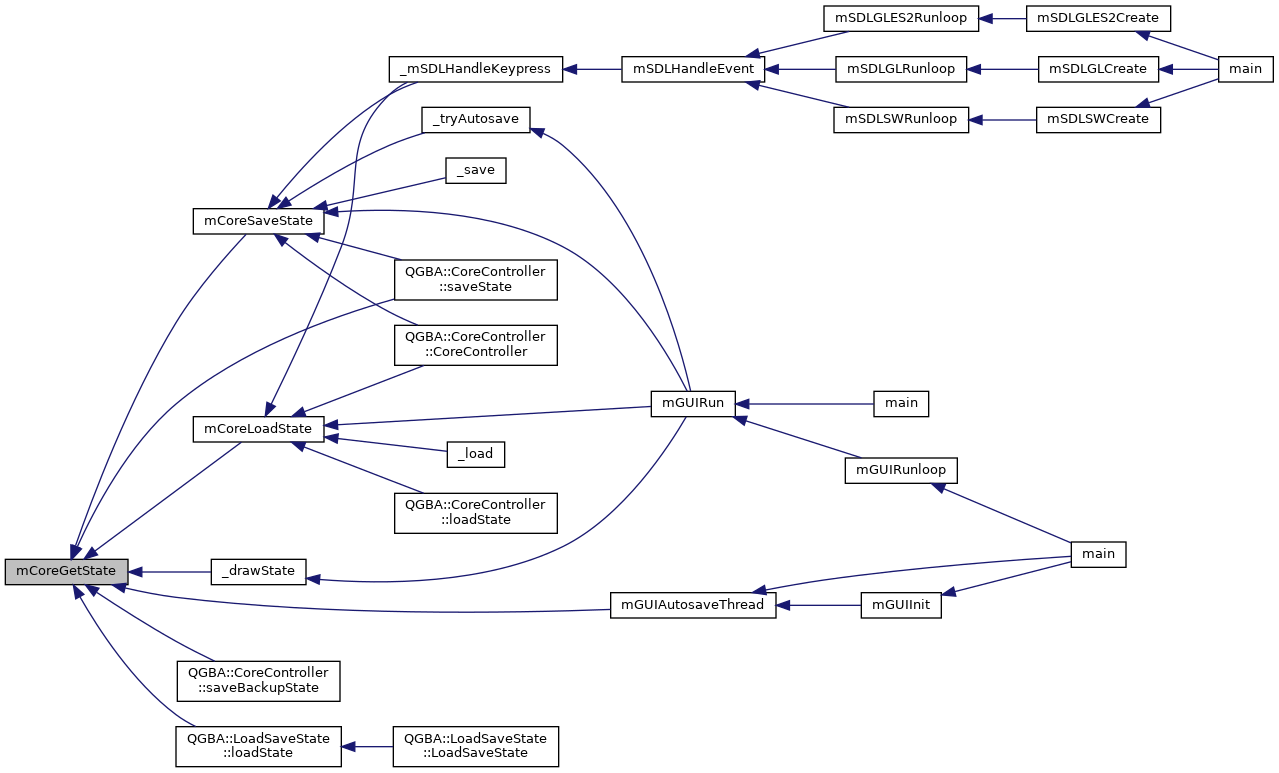 mSDLGLES2Runloop
mSDLGLES2Create
_mSDLHandleKeypress
mSDLHandleEvent
mSDLGLRunloop
mSDLGLCreate
main
_tryAutosave
mSDLSWRunloop
mSDLSWCreate
_save
mCoreSaveState
QGBA::CoreController
::saveState
QGBA::CoreController
::CoreController
mGUIRun
main
mCoreLoadState
_load
mGUIRunloop
QGBA::CoreController
::loadState
main
mCoreGetState
_drawState
mGUIAutosaveThread
mGUIInit
QGBA::CoreController
::saveBackupState
QGBA::LoadSaveState
::loadState
QGBA::LoadSaveState
::LoadSaveState